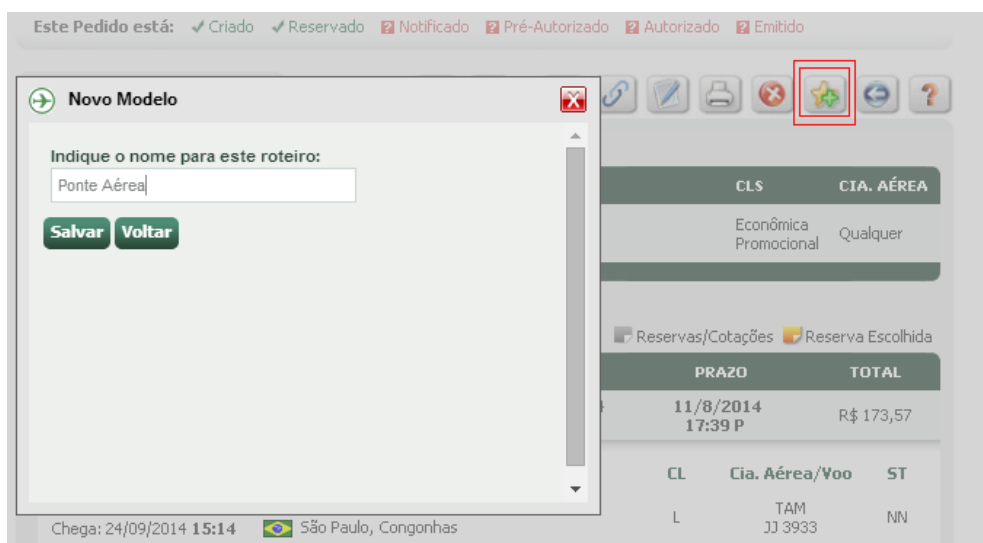 Este Pedido está: Criado Reservado Notificado Pré-Autorizado Autorizado Emitido
Novo Modelo
Indique o nome para este roteiro:
Ponte Aérea
Salvar Voltar
CLS CIA. AÉREA
Econômica
Promocional
Qualquer
Reservas/Cotações Reserva Escolhida
PRAZO TOTAL
11/8/2014
17:39 P
R$ 173,57
CL Cia. Aérea/Voo ST
L TAM
JJ 3933
NN
Chega: 24/09/2014 15:14 São Paulo, Congonhas